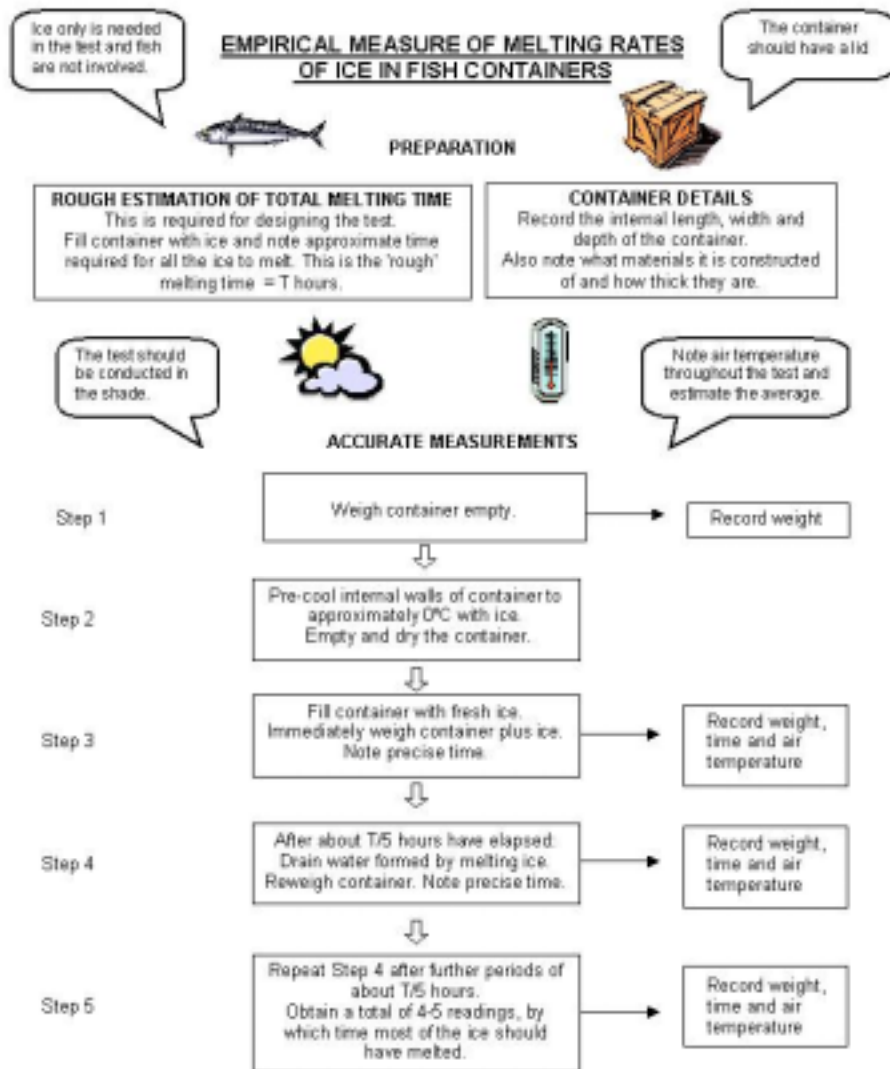 Ice only is needed
in the test and fish
are not involved.
EMPIRICAL MEASURE OF MELTING RATES
OF ICE IN FISH CONTAINERS
The container
should have a lid
PREPARATION
ROUGH ESTIMATION OF TOTAL MELTING TIME
This is required for designing the test.
Fill container with ice and note approximate time
required for all the ice to melt. This is the 'rough'
melting time = T hours.
CONTAINER DETAILS
Record the internal length, width and
depth of the container.
Also note what materials it is constructed
of and how thick they are.
The test should
be conducted in
the shade.
Note air temperature
throughout the test and
estimate the average.
ACCURATE MEASUREMENTS
Step 1
Weigh container empty.
Record weight
Step 2
Pre-cool internal walls of container to
approximately 0ºC with ice.
Empty and dry the container.
Step 3
Fill container with fresh ice.
Immediately weigh container plus ice.
Note precise time.
Record weight,
time and air
temperature
Step 4
After about T/5 hours have elapsed:
Drain water formed by melting ice.
Reweigh container. Note precise time.
Record weight,
time and air
temperature
Step 5
Repeat Step 4 after further periods of
about T/5 hours.
Obtain a total of 4-5 readings, by
which time most of the ice should
have melted.
Record weight,
time and air
temperature